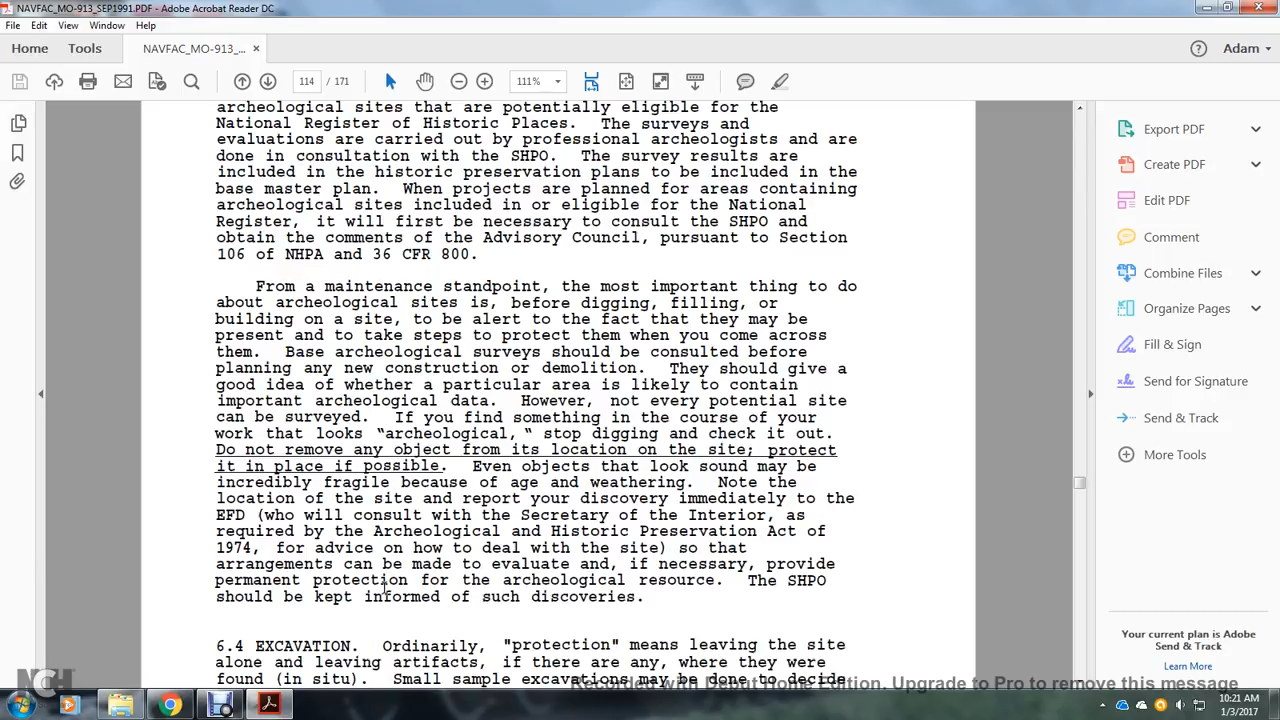 NAVFAC_MO-913_SEP1991.PDF - Adobe Acrobat Reader DC
File Edit View Window Help
Home Tools NAVFAC_MO-913_... × Adam
114 / 171 111%
archeological sites that are potentially eligible for the
National Register of Historic Places. The surveys and
evaluations are carried out by professional archeologists and are
done in consultation with the SHPO. The survey results are
included in the historic preservation plans to be included in the
base master plan. When projects are planned for areas containing
archeological sites included in or eligible for the National
Register, it will first be necessary to consult the SHPO and
obtain the comments of the Advisory Council, pursuant to Section
106 of NHPA and 36 CFR 800.
From a maintenance standpoint, the most important thing to do
about archeological sites is, before digging, filling, or
building on a site, to be alert to the fact that they may be
present and to take steps to protect them when you come across
them. Base archeological surveys should be consulted before
planning any new construction or demolition. They should give a
good idea of whether a particular area is likely to contain
important archeological data. However, not every potential site
can be surveyed. If you find something in the course of your
work that looks “archeological, “ stop digging and check it out.
Do not remove any object from its location on the site; protect
it in place if possible. Even objects that look sound may be
incredibly fragile because of age and weathering. Note the
location of the site and report your discovery immediately to the
EFD (who will consult with the Secretary of the Interior, as
required by the Archeological and Historic Preservation Act of
1974, for advice on how to deal with the site) so that
arrangements can be made to evaluate and, if necessary, provide
permanent protection for the archeological resource. The SHPO
should be kept informed of such discoveries.
6.4 EXCAVATION. Ordinarily, "protection" means leaving the site
alone and leaving artifacts, if there are any, where they were
found (in situ). Small sample excavations may be done to decide
Export PDF
Create PDF
Edit PDF
Comment
Combine Files
Organize Pages
Fill & Sign
Send for Signature
Send & Track
More Tools
Your current plan is Adobe
Send & Track
Learn More
NCH
Recorded with Debut Home Edition. Upgrade to Pro to remove this message
10:21 AM
1/3/2017